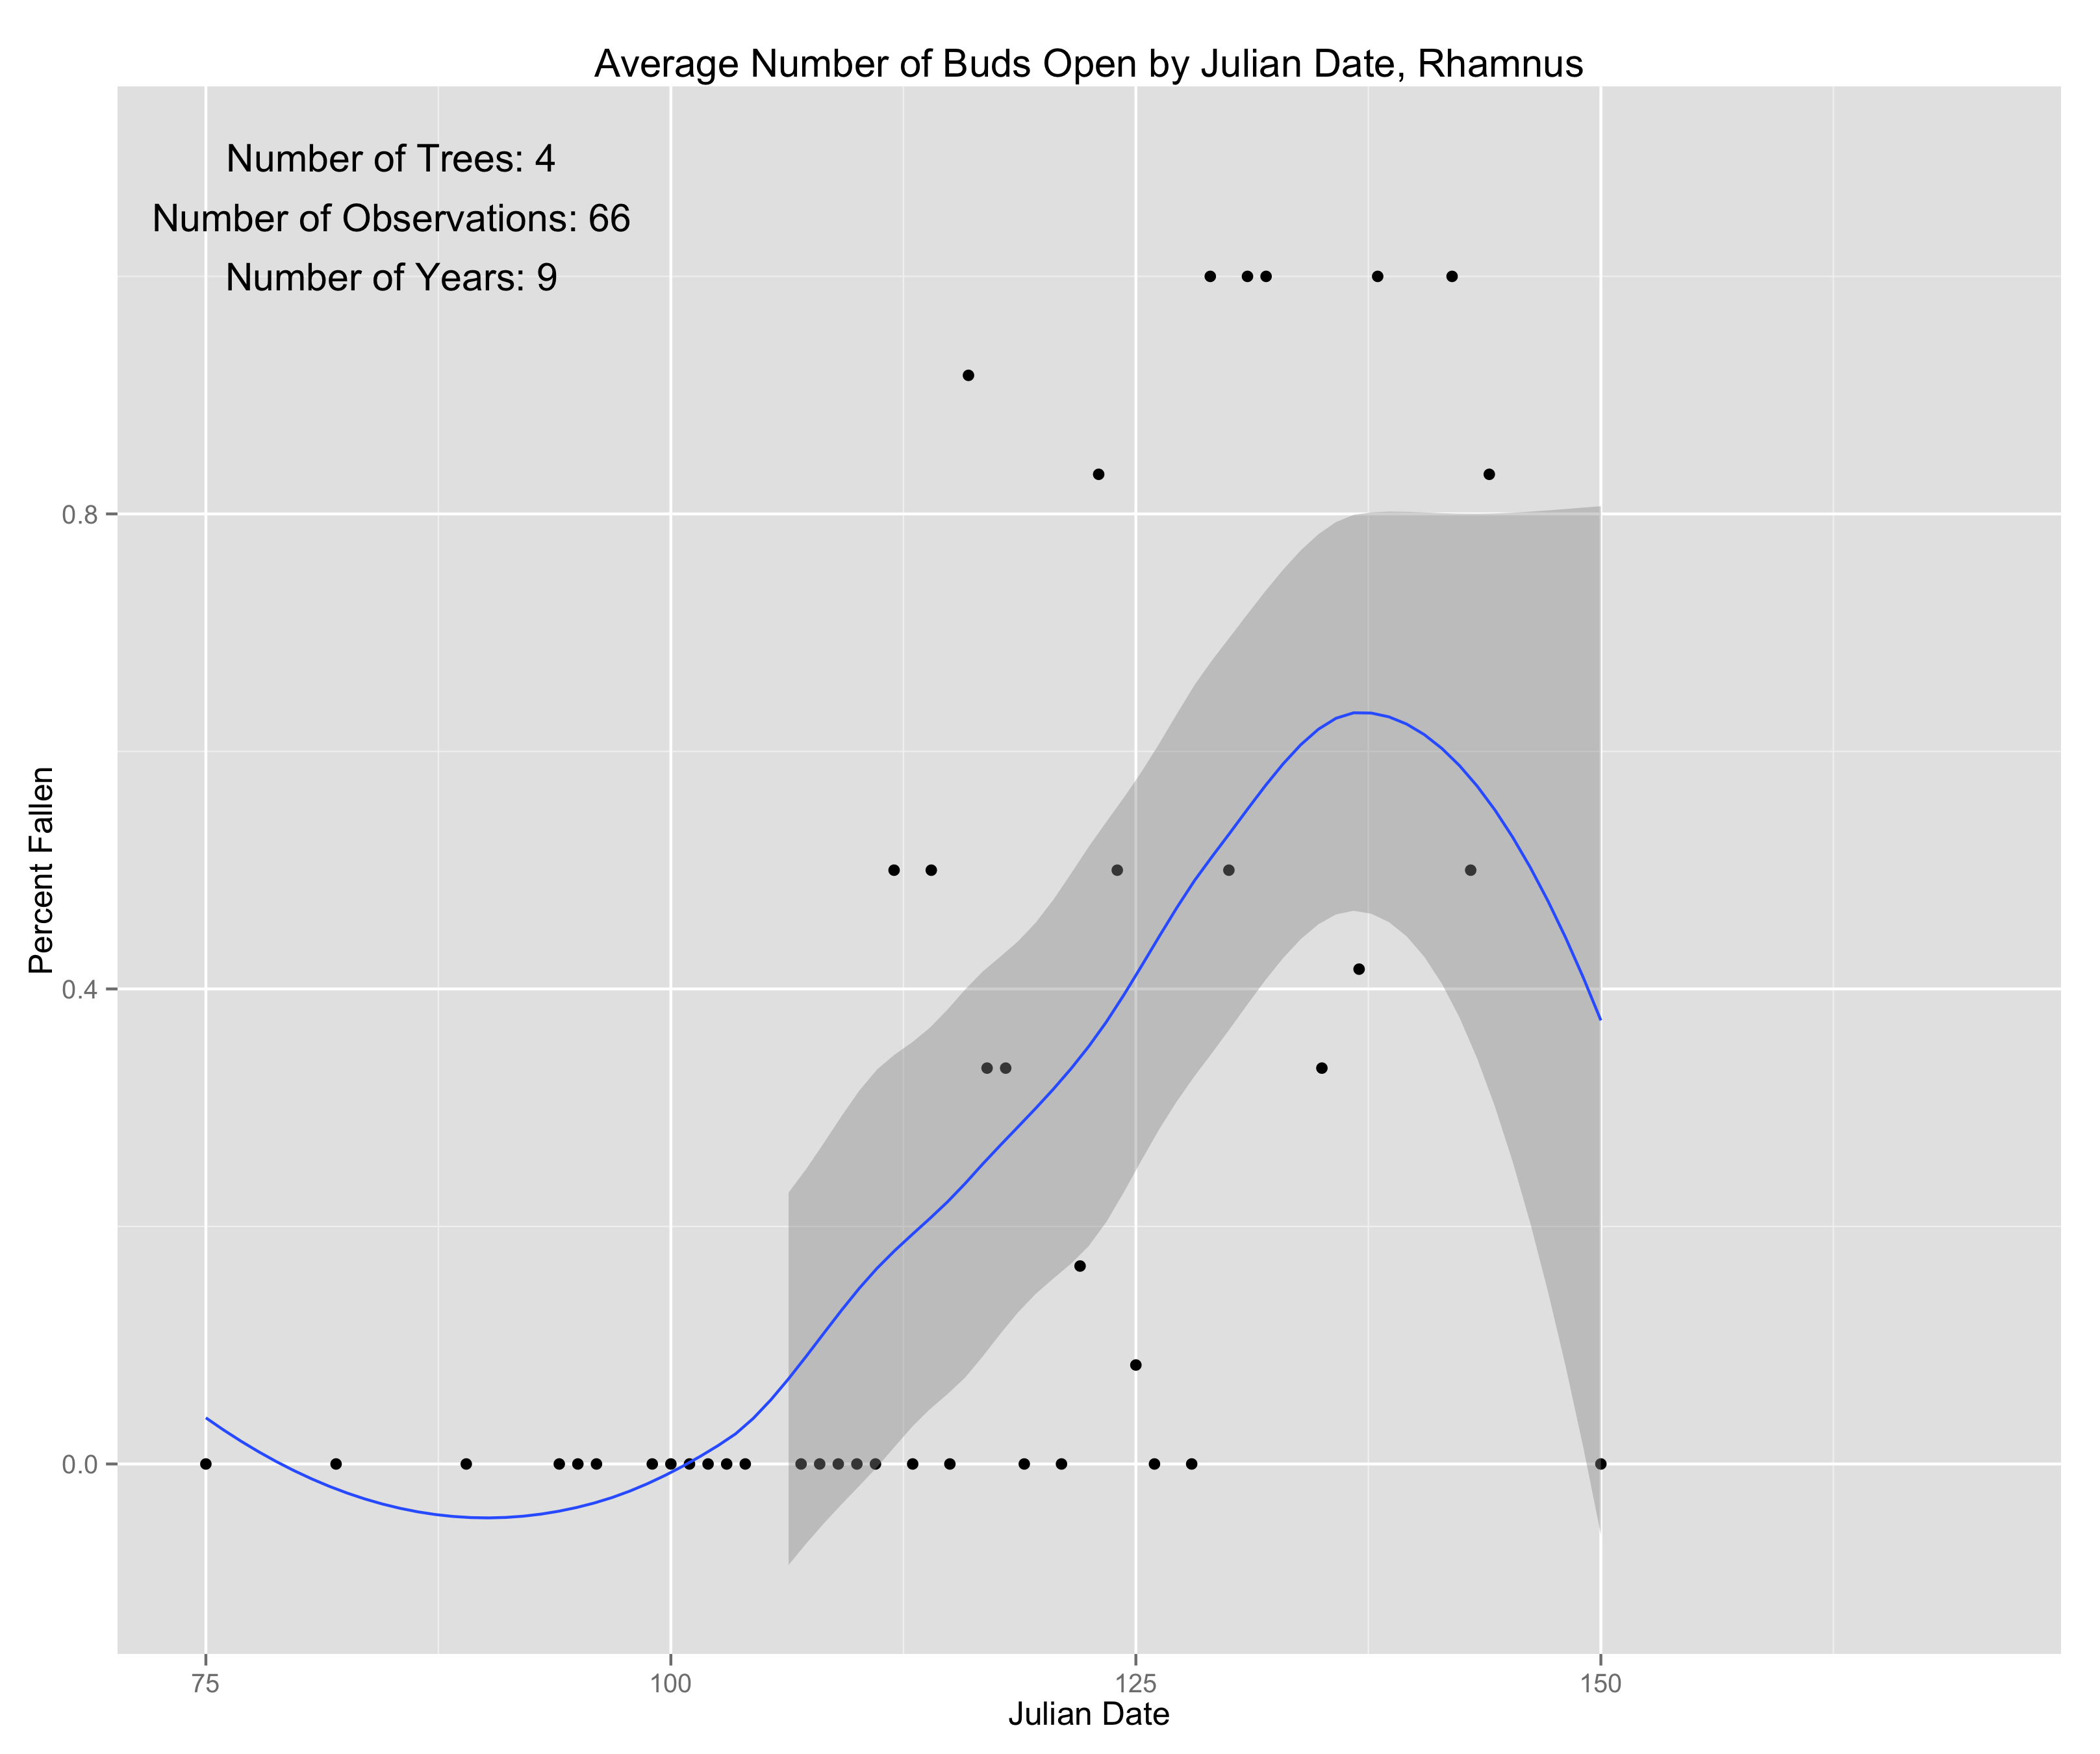 Average Number of Buds Open by Julian Date, Rhamnus
Number of Trees: 4
Number of Observations: 66
Number of Years: 9
0.8
0.4
0.0
Percent Fallen
75 100 125 150
Julian Date